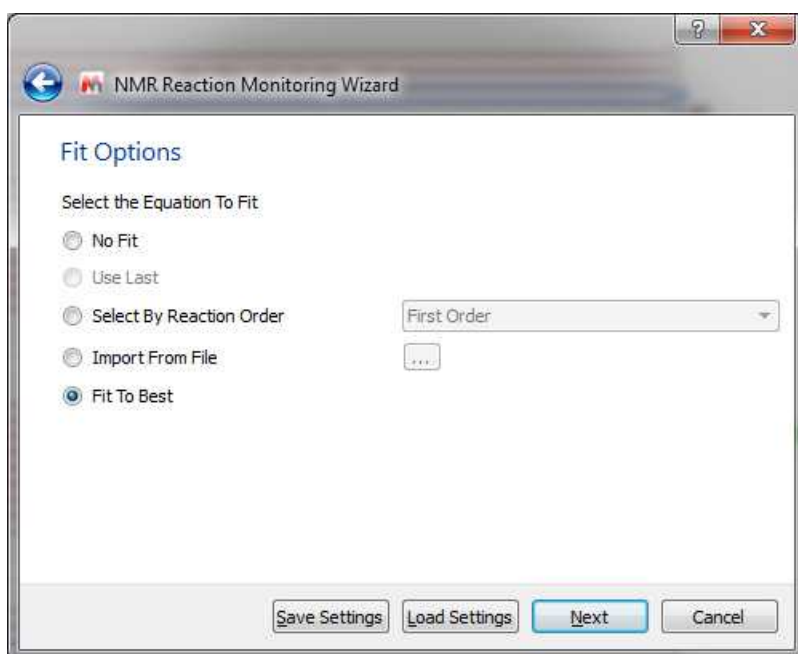 ?
NMR Reaction Monitoring Wizard
Fit Options
Select the Equation To Fit
No Fit
Use Last
Select By Reaction Order First Order
Import From File ...
Fit To Best
Save Settings Load Settings Next Cancel